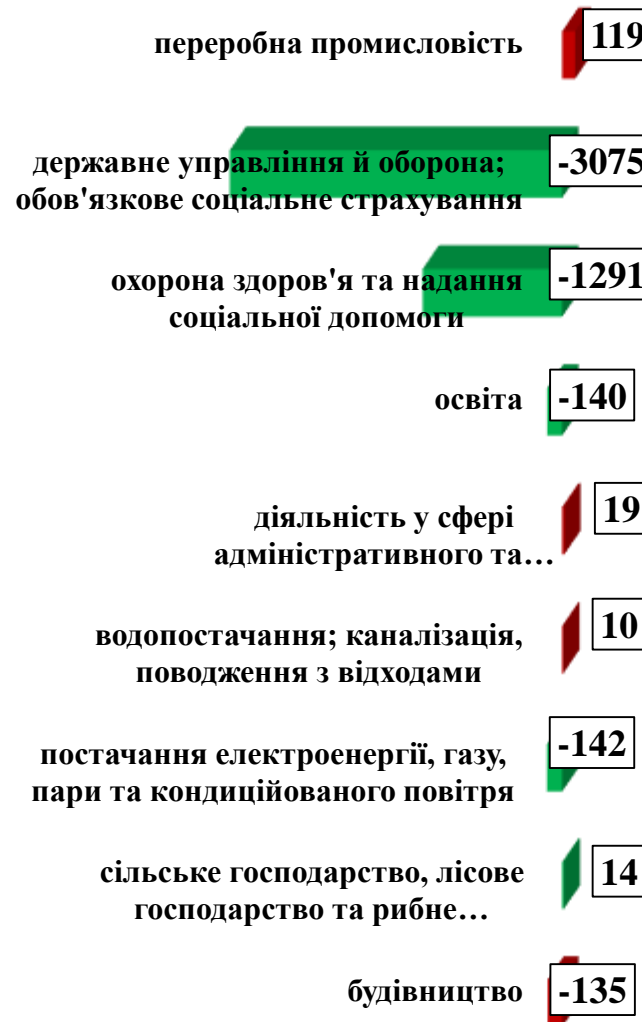 переробна промисловість
119
державне управління й оборона;
обов'язкове соціальне страхування
-3075
охорона здоров'я та надання
соціальної допомоги
-1291
освіта
-140
діяльність у сфері
адміністративного та…
19
водопостачання; каналізація,
поводження з відходами
10
постачання електроенергії, газу,
пари та кондиційованого повітря
-142
сільське господарство, лісове
господарство та рибне…
14
будівництво
-135